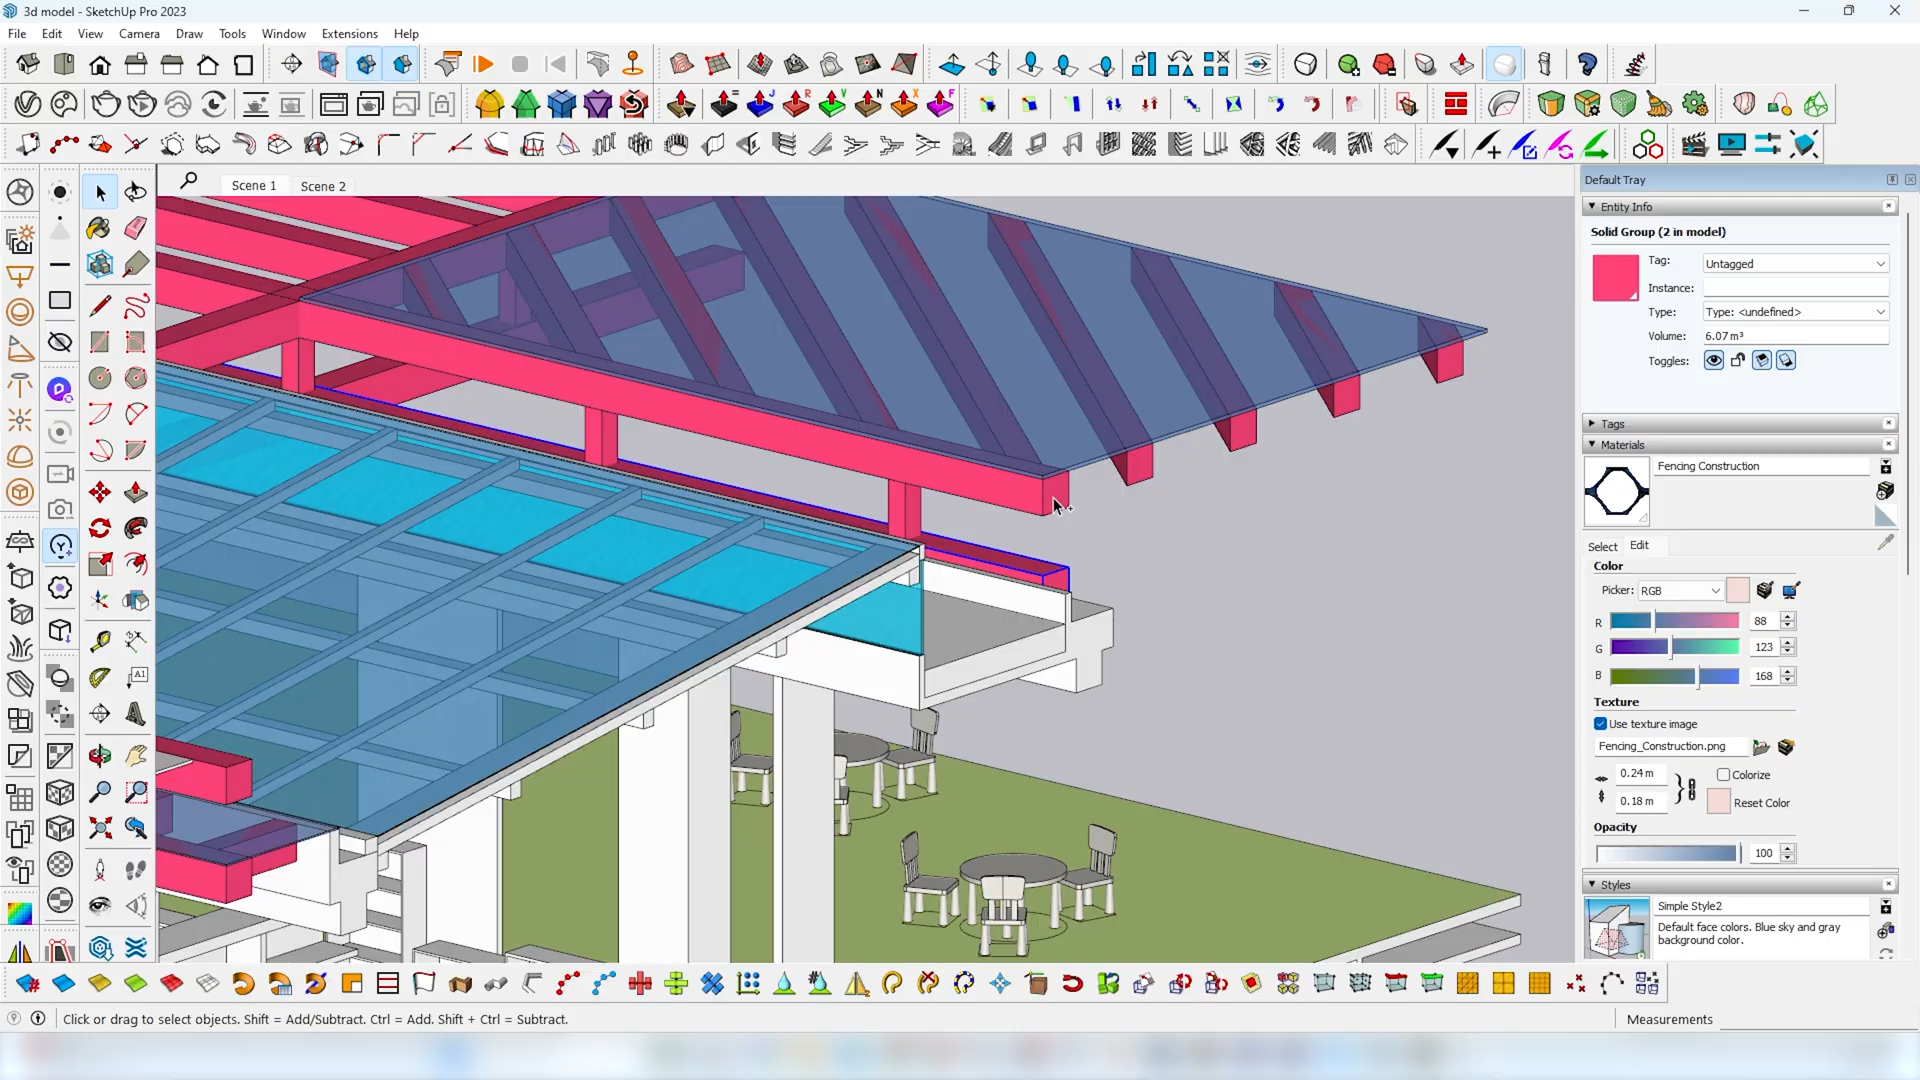 3d model - SketchUp Pro 2023
File Edit View Camera Draw Tools Window Extensions Help
Scene 1 Scene 2
Default Tray
Entity Info
Solid Group (2 in model)
Tag: Untagged
Instance:
Type: Type: <undefined>
Volume: 6.07 m³
Toggles:
Tags
Materials
Fencing Construction
Select Edit
Color
Picker: RGB
R 88
G 123
B 168
Texture
Use texture image
Fencing_Construction.png
0.24 m
Colorize
0.18 m
Reset Color
Opacity
100
Styles
Simple Style2
Default face colors. Blue sky and gray
background color.
Click or drag to select objects. Shift = Add/Subtract. Ctrl = Add. Shift + Ctrl = Subtract.
Measurements